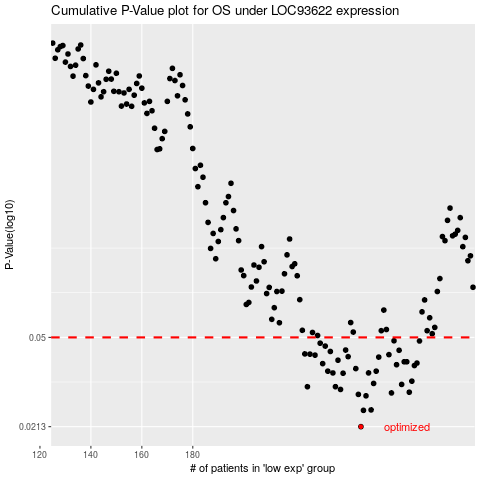 Cumulative P-Value plot for OS under LOC93622 expression
P-Value(log10)
0.05
0.0213
optimized
120 140 160 180
# of patients in 'low exp' group